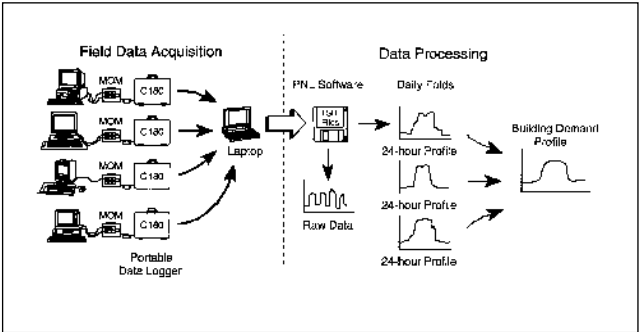 Field Data Acquisition
Data Processing
MOM
C180
MOM
C180
MOM
C180
MOM
C180
Portable
Data Logger
Laptop
PNL Software
Files
Raw Data
Daily Folds
24-hour Profile
24-hour Profile
24-hour Profile
Building Demand
Profile